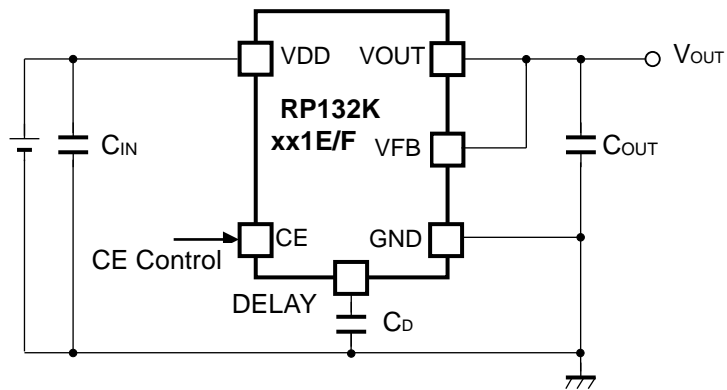 VDD
VOUT
VOUT
RP132K
xx1E/F
CIN
VFB
COUT
CE
GND
CE Control
DELAY
CD